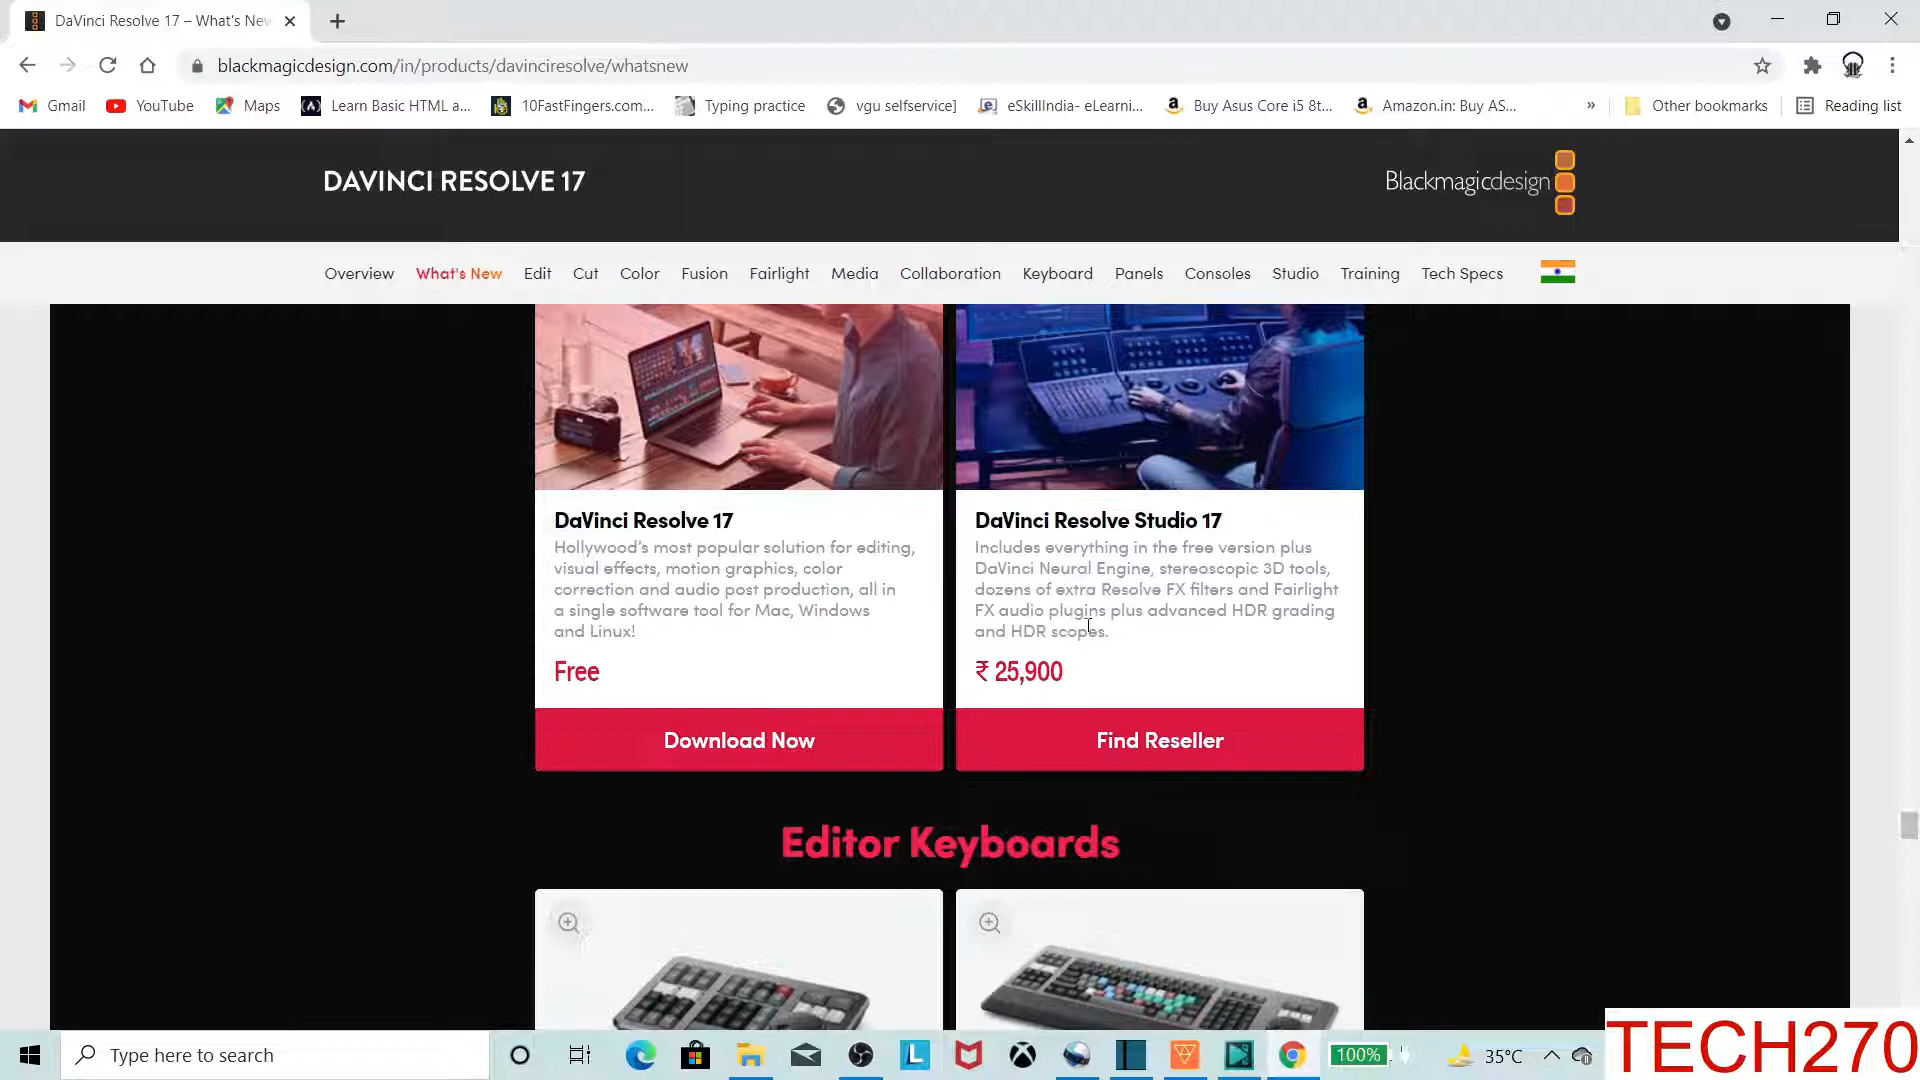 DaVinci Resolve 17 – What's New
blackmagicdesign.com/in/products/davinciresolve/whatsnew
Gmail YouTube Maps Learn Basic HTML a... 10FastFingers.com... Typing practice vgu selfservice] eSkillIndia- eLearni... Buy Asus Core i5 8t... Amazon.in: Buy AS... » Other bookmarks Reading list
DAVINCI RESOLVE 17
Blackmagicdesign
Overview What's New Edit Cut Color Fusion Fairlight Media Collaboration Keyboard Panels Consoles Studio Training Tech Specs
DaVinci Resolve 17
Hollywood's most popular solution for editing,
visual effects, motion graphics, color
correction and audio post production, all in
a single software tool for Mac, Windows
and Linux!
Free
Download Now
DaVinci Resolve Studio 17
Includes everything in the free version plus
DaVinci Neural Engine, stereoscopic 3D tools,
dozens of extra Resolve FX filters and Fairlight
FX audio plugins plus advanced HDR grading
and HDR scopes.
₹ 25,900
Find Reseller
Editor Keyboards
Type here to search
100%
35°C
TECH270